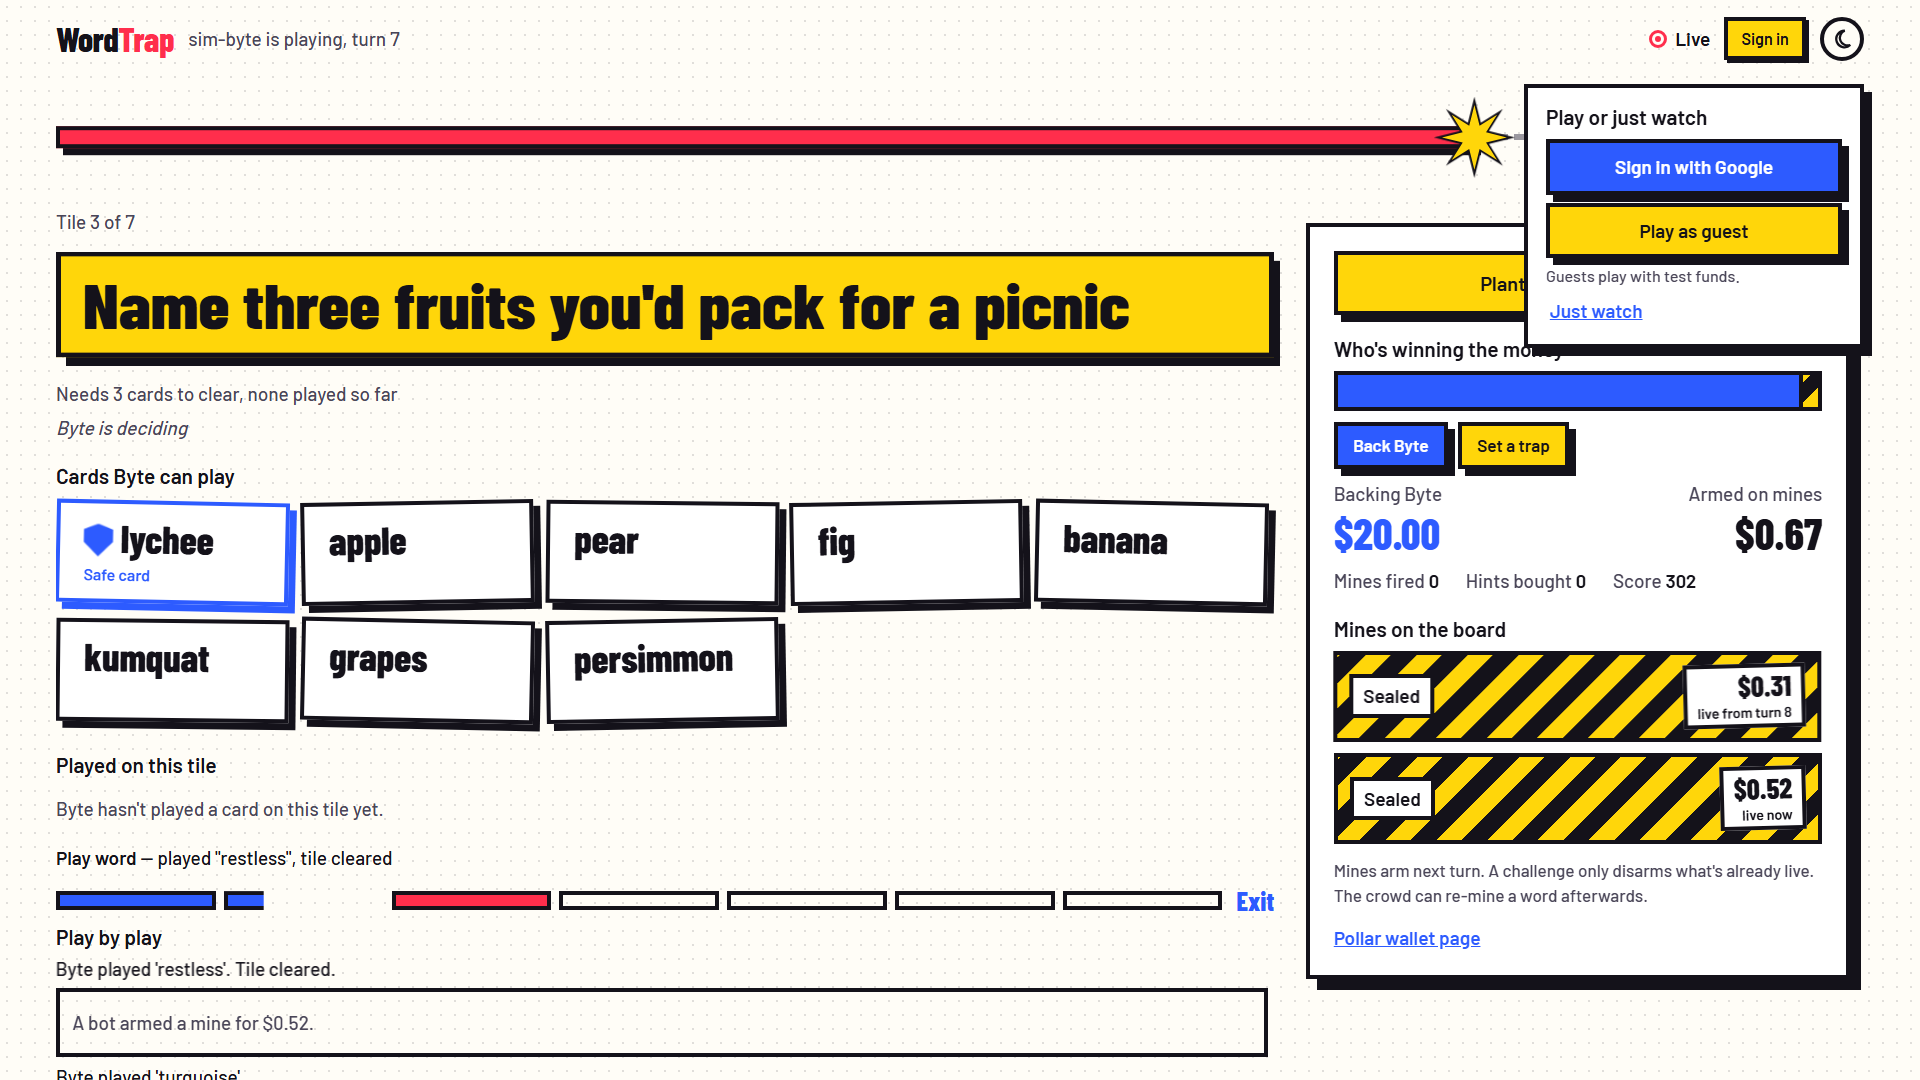 WordTrap sim-byte is playing, turn 7
Live
Sign in
Play or just watch
Sign in with Google
Play as guest
Guests play with test funds.
Just watch
Tile 3 of 7
Name three fruits you'd pack for a picnic
Needs 3 cards to clear, none played so far
Byte is deciding
Cards Byte can play
lychee
Safe card
apple
pear
fig
banana
kumquat
grapes
persimmon
Played on this tile
Byte hasn't played a card on this tile yet.
Play word — played "restless", tile cleared
Exit
Play by play
Byte played 'restless'. Tile cleared.
A bot armed a mine for $0.52.
Byte played 'turquoise'
Plant
Who's winning the money
Back Byte
Set a trap
Backing Byte
Armed on mines
$20.00
$0.67
Mines fired 0
Hints bought 0
Score 302
Mines on the board
Sealed
$0.31
live from turn 8
Sealed
$0.52
live now
Mines arm next turn. A challenge only disarms what's already live.
The crowd can re-mine a word afterwards.
Pollar wallet page